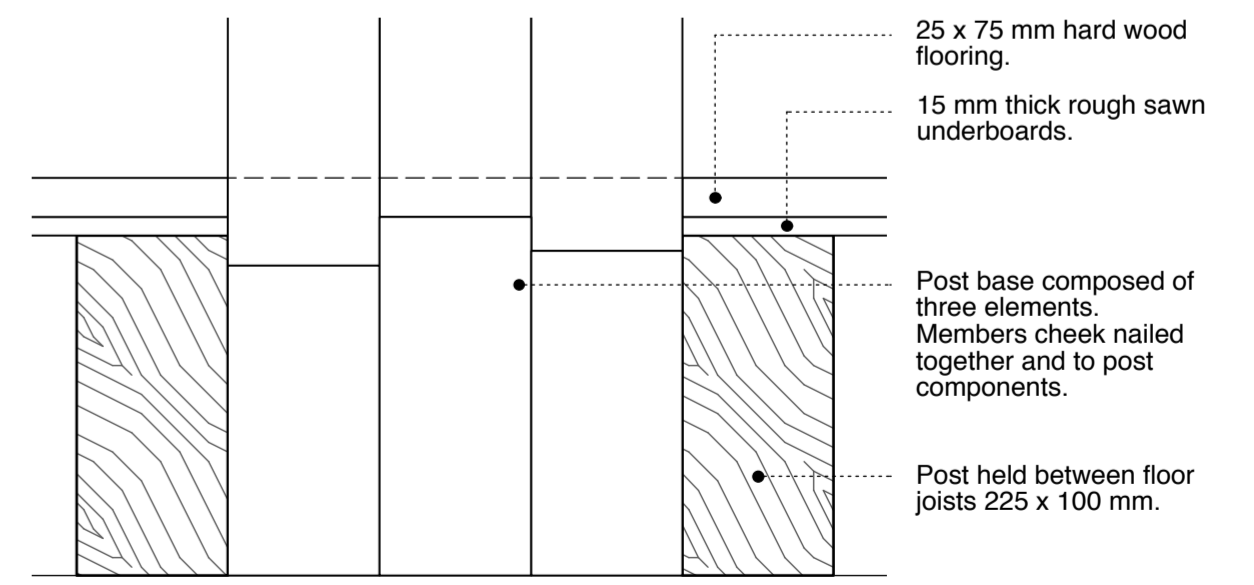 25 x 75 mm hard wood
flooring.
15 mm thick rough sawn
underboards.
Post base composed of
three elements.
Members cheek nailed
together and to post
components.
Post held between floor
joists 225 x 100 mm.